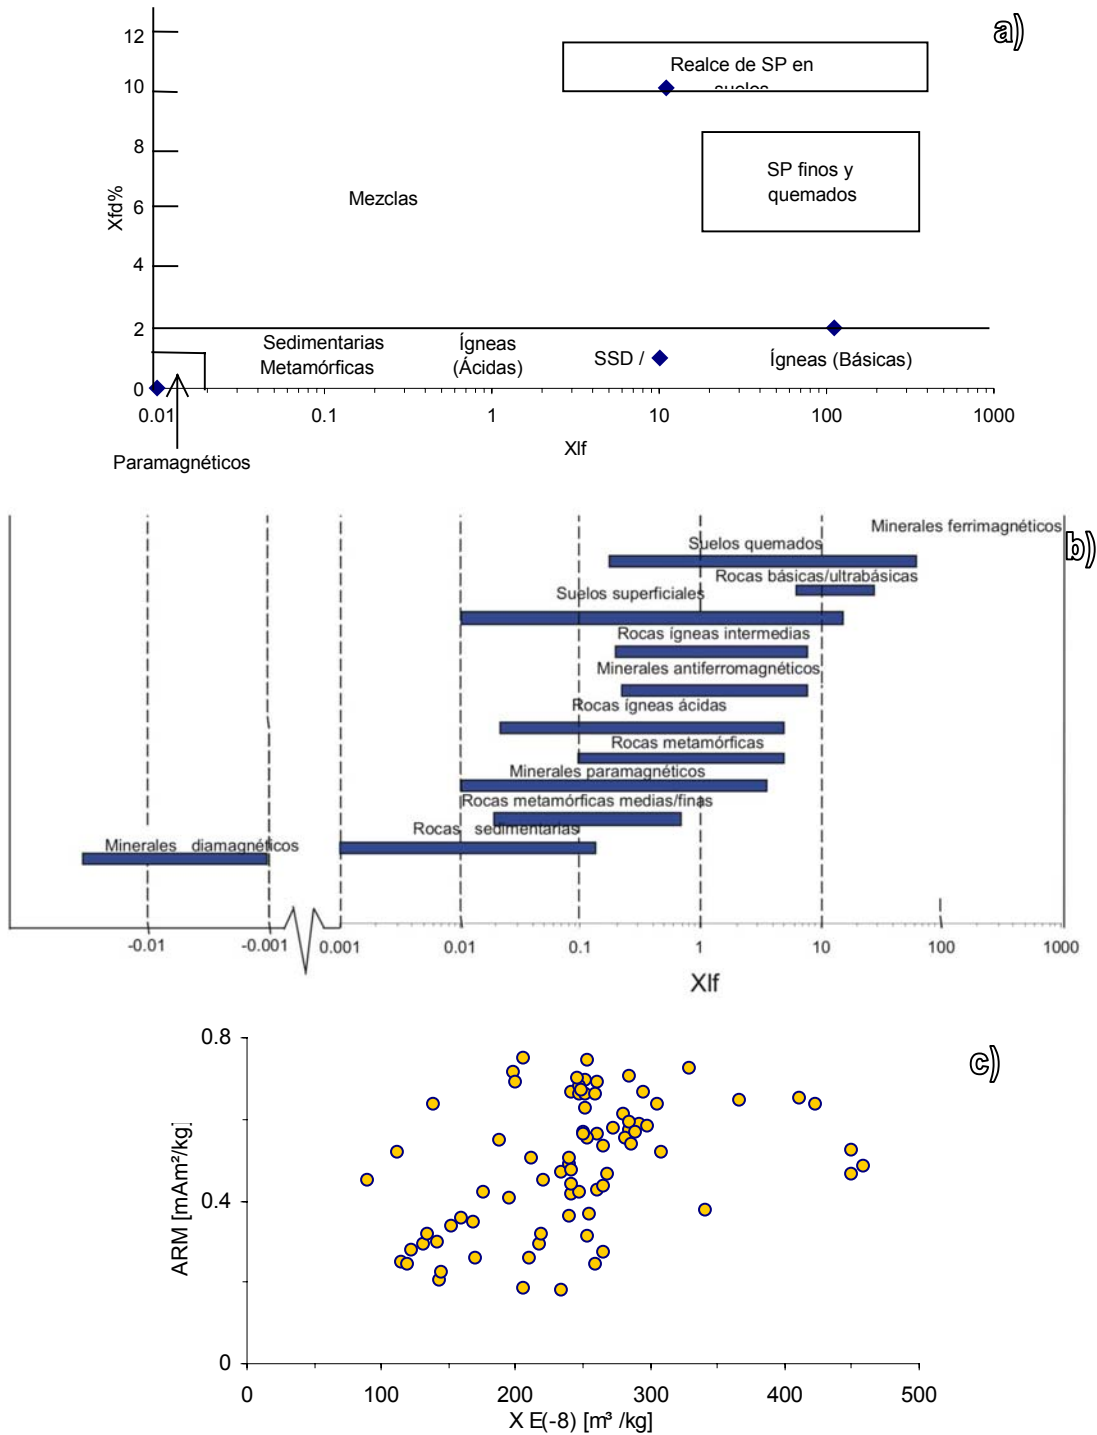 a)
12
10
8
6
4
2
0
Xfd%
Realce de SP en
suelos
SP finos y
quemados
Mezclas
Sedimentarias
Metamórficas
Ígneas
(Ácidas)
SSD /
Ígneas (Básicas)
0.01 0.1 1 10 100 1000
Xlf
Paramagnéticos
b)
Minerales ferrimagnéticos
Suelos quemados
Rocas básicas/ultrabásicas
Suelos superficiales
Rocas ígneas intermedias
Minerales antiferromagnéticos
Rocas ígneas ácidas
Rocas metamórficas
Minerales paramagnéticos
Rocas metamórficas medias/finas
Rocas sedimentarias
Minerales diamagnéticos
-0.01 -0.001 0.001 0.01 0.1 1 10 100 1000
Xlf
c)
0.8
0.4
0
ARM [mAm²/kg]
0 100 200 300 400 500
X E(-8) [m³ /kg]